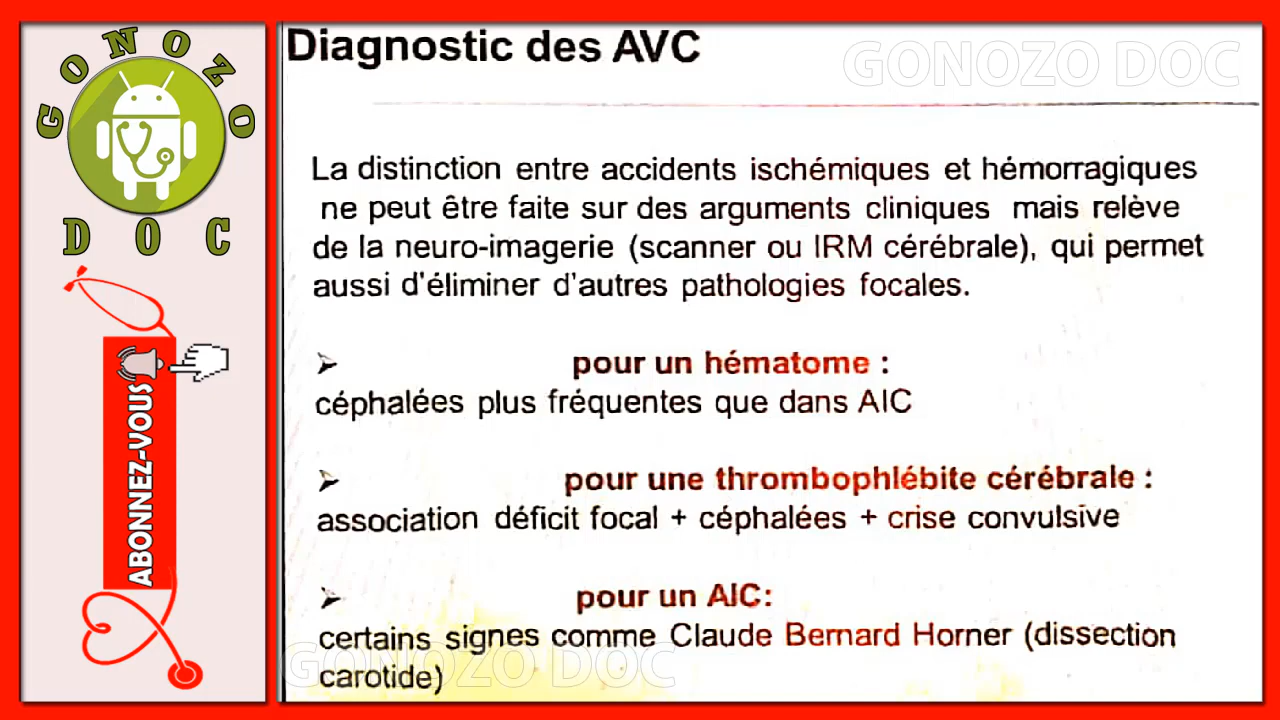 GONOZO
DOC
ABONNEZ-VOUS
Diagnostic des AVC
GONOZO DOC
La distinction entre accidents ischémiques et hémorragiques
ne peut être faite sur des arguments cliniques mais relève
de la neuro-imagerie (scanner ou IRM cérébrale), qui permet
aussi d'éliminer d'autres pathologies focales.
➢ pour un hématome :
céphalées plus fréquentes que dans AIC
➢ pour une thrombophlébite cérébrale :
association déficit focal + céphalées + crise convulsive
➢ pour un AIC:
certains signes comme Claude Bernard Horner (dissection
carotide)
GONOZO DOC